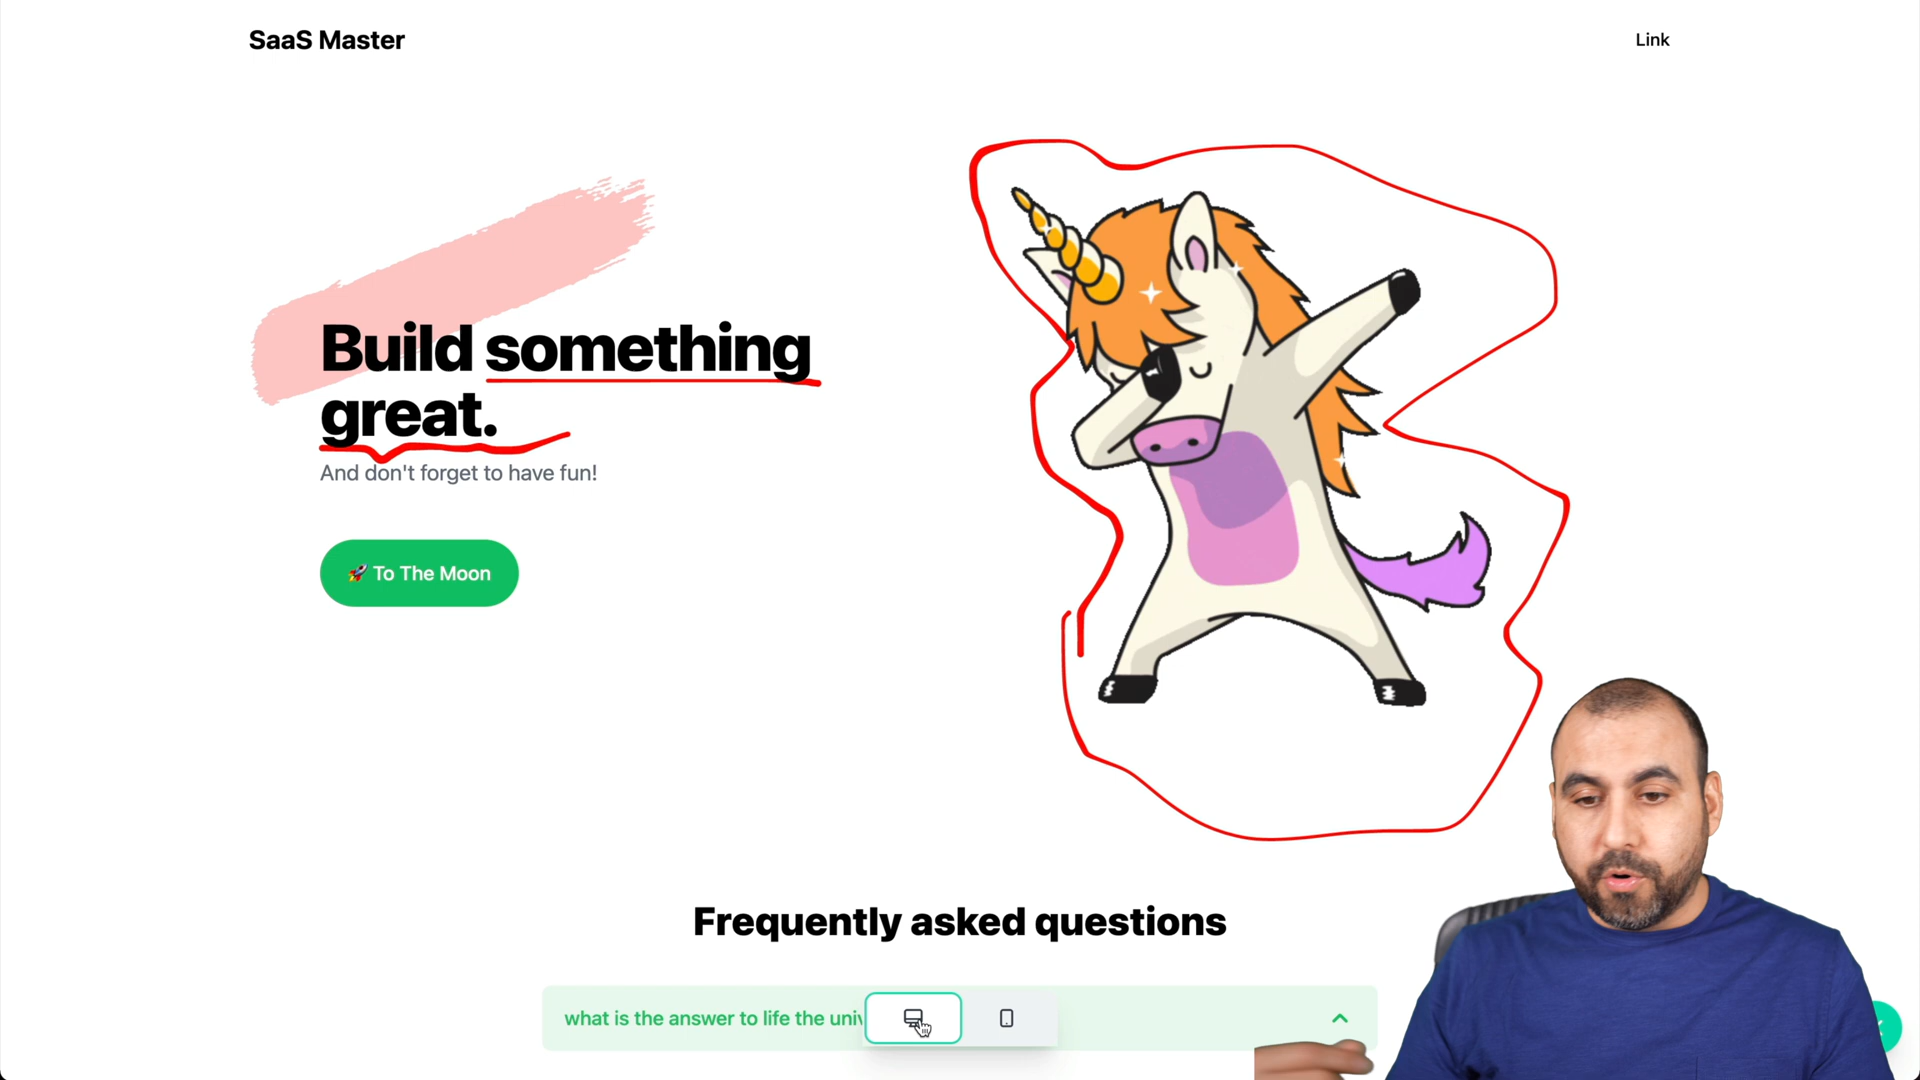 SaaS Master
Link
Build something
great.
And don't forget to have fun!
🚀 To The Moon
Frequently asked questions
what is the answer to life the